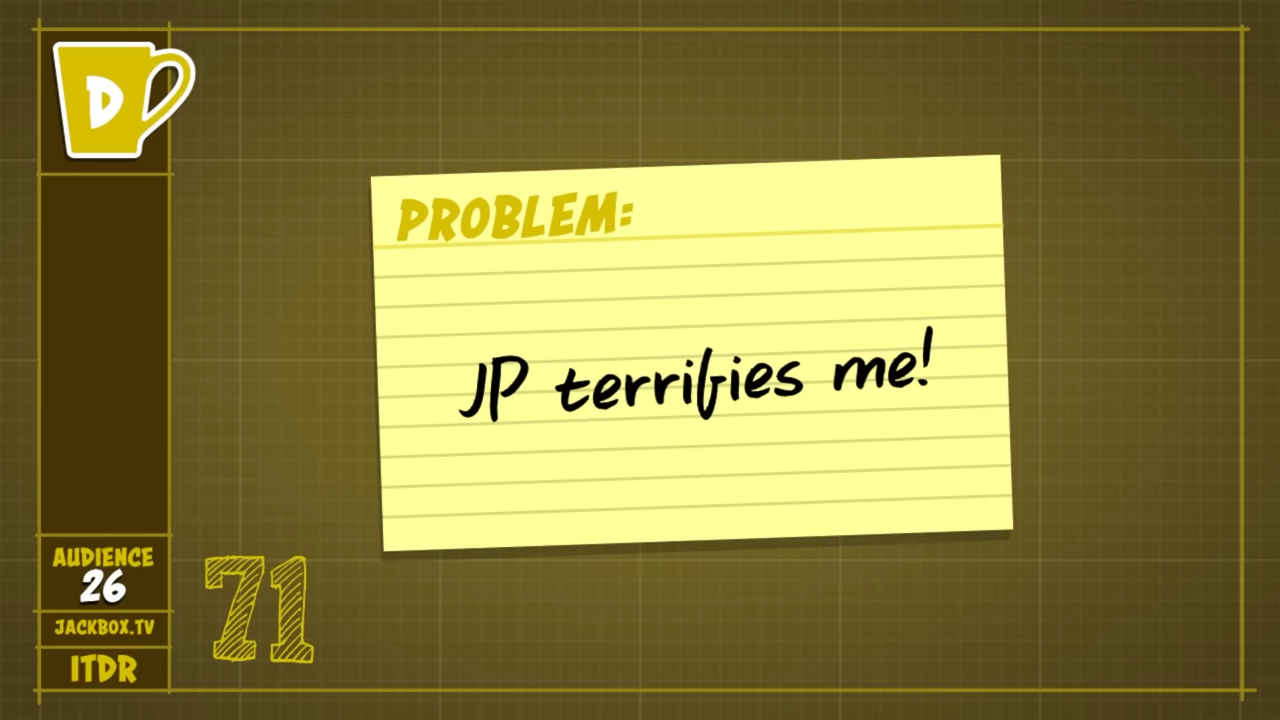 D
PROBLEM:
JP terrifies me!
AUDIENCE
26
JACKBOX.TV
ITDR
71